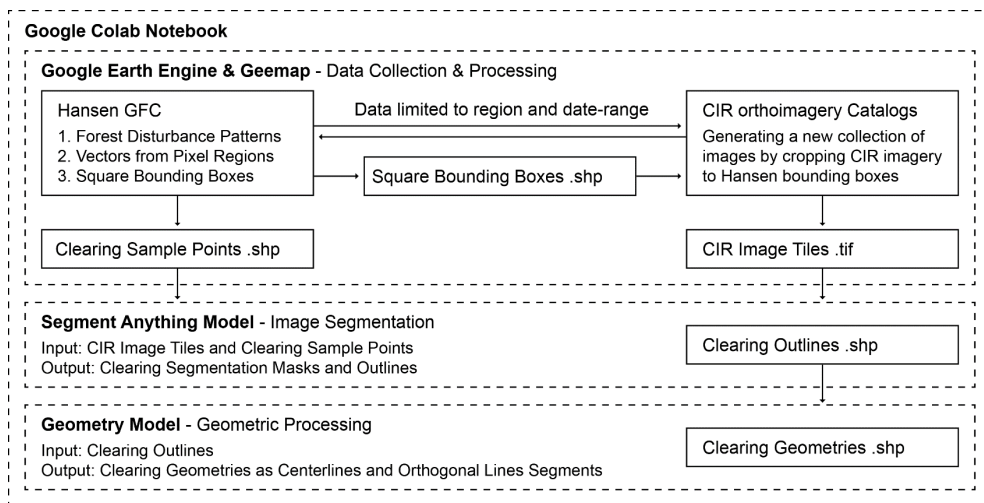 Google Colab Notebook
Google Earth Engine & Geemap - Data Collection & Processing
Hansen GFC
1. Forest Disturbance Patterns
2. Vectors from Pixel Regions
3. Square Bounding Boxes
Data limited to region and date-range
CIR orthoimagery Catalogs
Generating a new collection of
images by cropping CIR imagery
to Hansen bounding boxes
Square Bounding Boxes .shp
Clearing Sample Points .shp
CIR Image Tiles .tif
Segment Anything Model - Image Segmentation
Input: CIR Image Tiles and Clearing Sample Points
Output: Clearing Segmentation Masks and Outlines
Clearing Outlines .shp
Geometry Model - Geometric Processing
Input: Clearing Outlines
Output: Clearing Geometries as Centerlines and Orthogonal Lines Segments
Clearing Geometries .shp